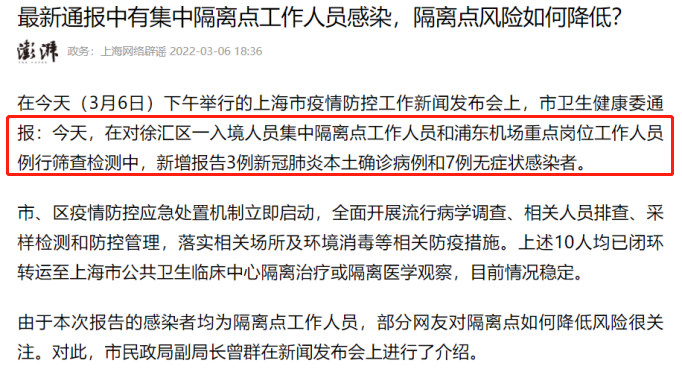 最新通报中有集中隔离点工作人员感染，隔离点风险如何降低？
澎湃 政务：上海网络辟谣 2022-03-06 18:36
在今天（3月6日）下午举行的上海市疫情防控工作新闻发布会上，市卫生健康委通
报：今天，在对徐汇区一入境人员集中隔离点工作人员和浦东机场重点岗位工作人员
例行筛查检测中，新增报告3例新冠肺炎本土确诊病例和7例无症状感染者。
市、区疫情防控应急处置机制立即启动，全面开展流行病学调查、相关人员排查、采
样检测和防控管理，落实相关场所及环境消毒等相关防疫措施。上述10人均已闭环
转运至上海市公共卫生临床中心隔离治疗或隔离医学观察，目前情况稳定。
由于本次报告的感染者均为隔离点工作人员，部分网友对隔离点如何降低风险很关
注。对此，市民政局副局长曾群在新闻发布会上进行了介绍。